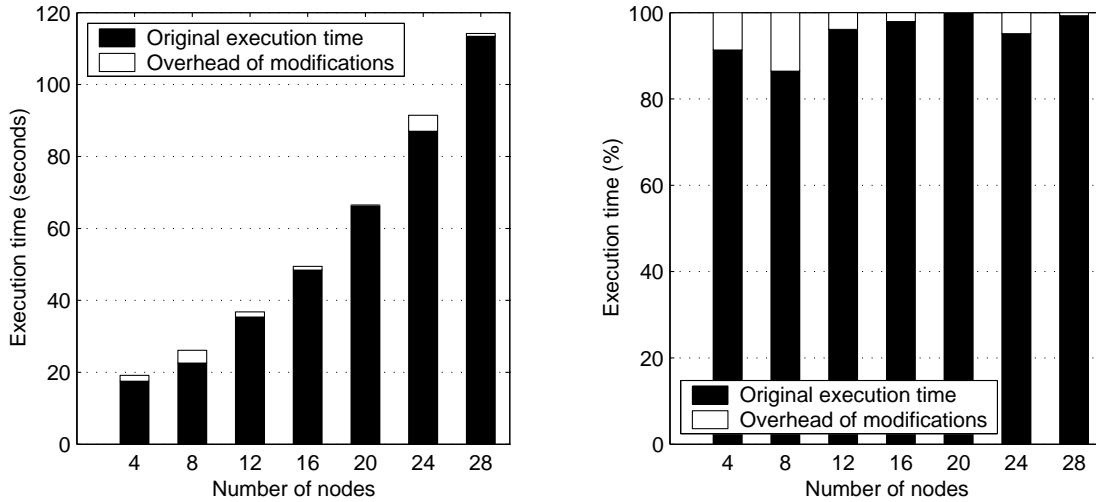 120
100
80
60
40
20
0
Execution time (seconds)
Original execution time
Overhead of modifications
4 8 12 16 20 24 28
Number of nodes
100
80
60
40
20
0
Execution time (%)
Original execution time
Overhead of modifications
4 8 12 16 20 24 28
Number of nodes